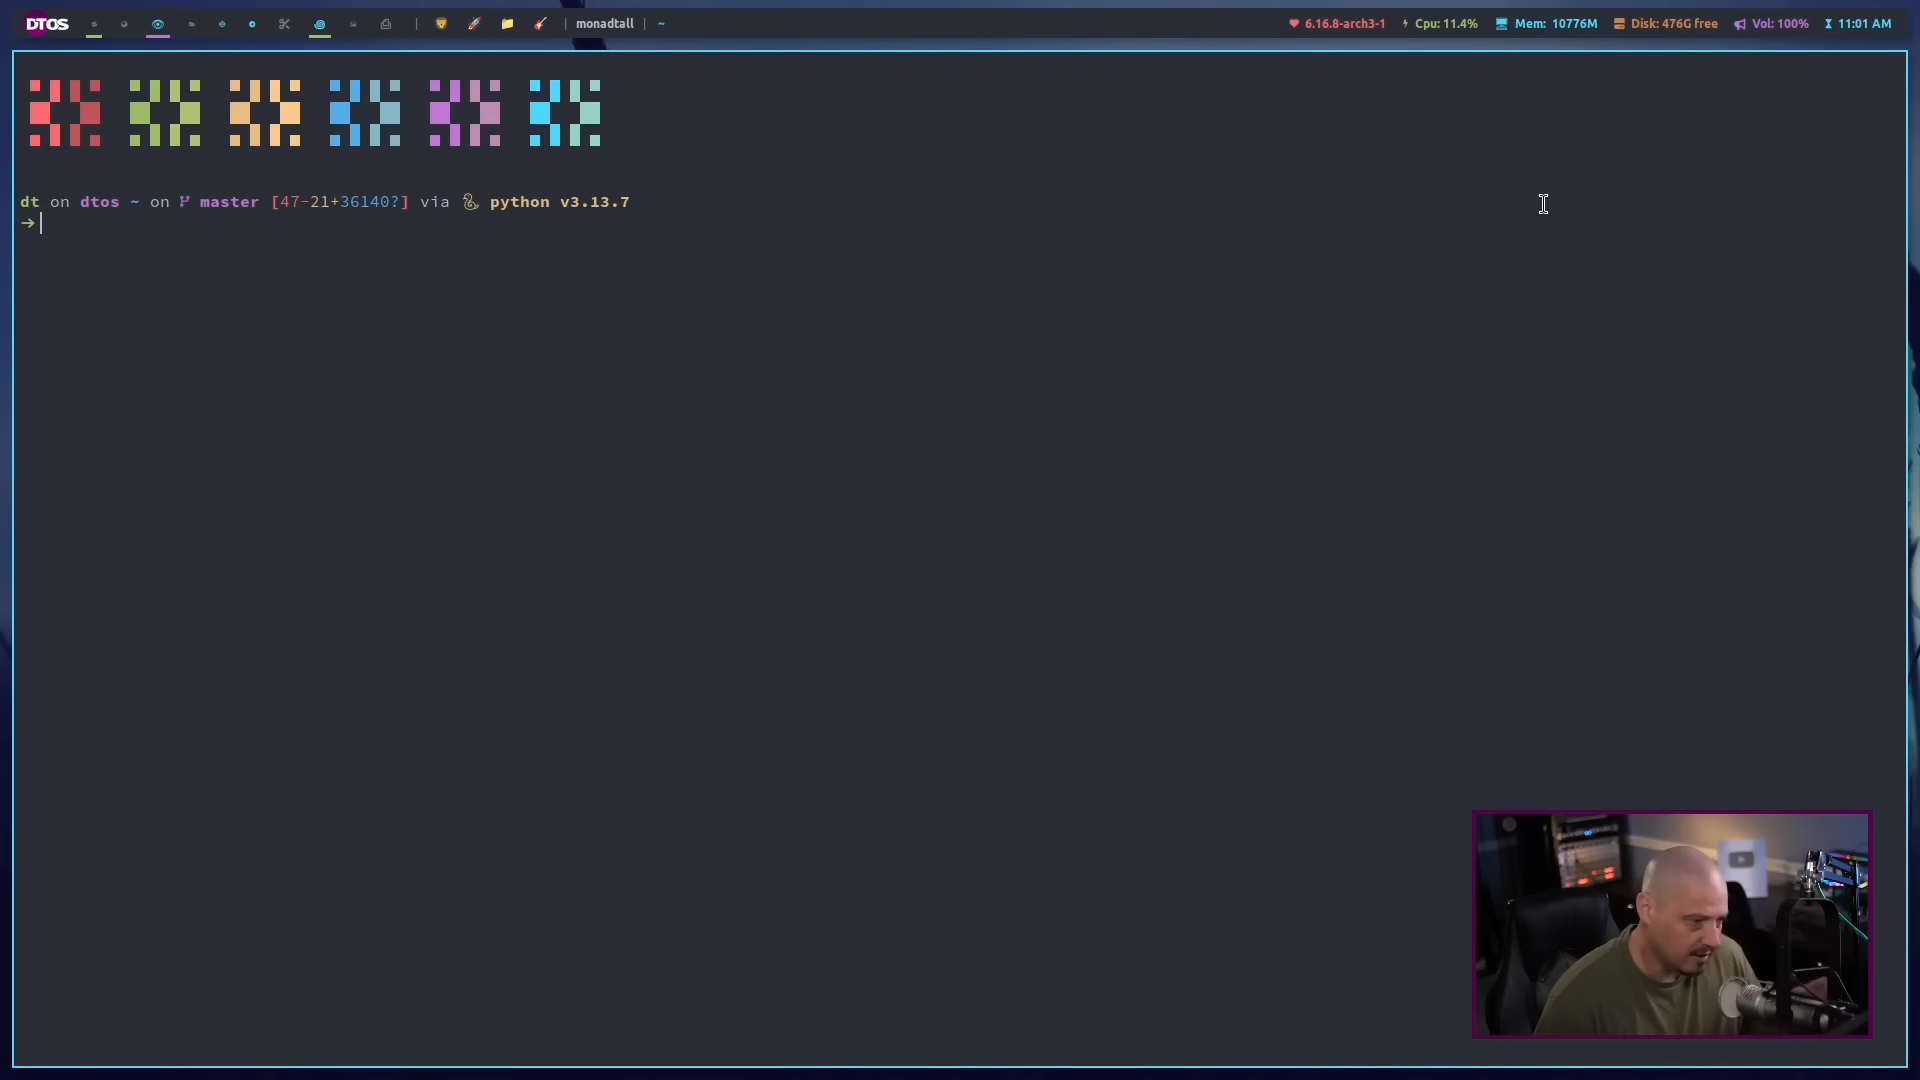 DTOS | monadtall | ~ 6.16.8-arch3-1 Cpu: 11.4% Mem: 10776M Disk: 476G free Vol: 100% 11:01 AM
dt on dtos ~ on master [47-21+36140?] via python v3.13.7
→